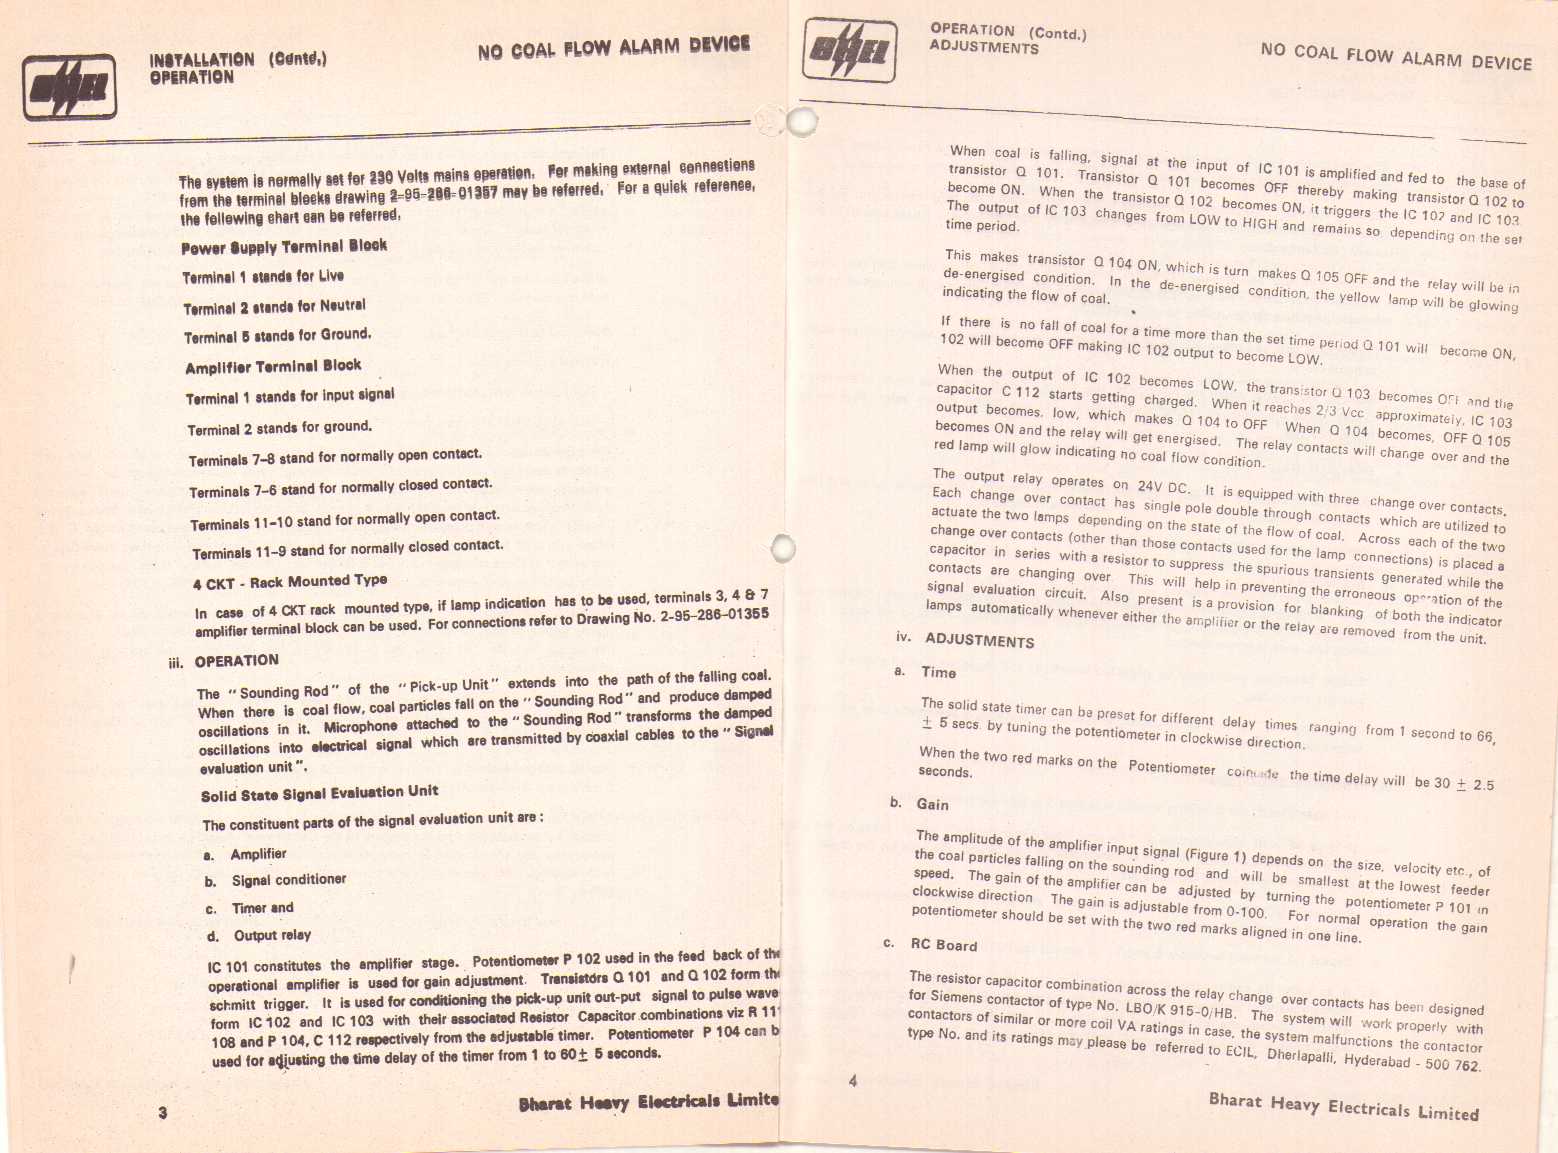 BHEL
INSTALLATION (Contd,)
OPERATION
NO COAL FLOW ALARM DEVICE
The system is normally set for 230 Volts mains operation. For making external connections
from the terminal blocks drawing 2-95-286-01357 may be referred. For a quick reference,
the following chart can be referred.
Power Supply Terminal Block
Terminal 1 stands for Live
Terminal 2 stands for Neutral
Terminal 5 stands for Ground.
Amplifier Terminal Block
Terminal 1 stands for input signal
Terminal 2 stands for ground.
Terminals 7-8 stand for normally open contact.
Terminals 7-6 stand for normally closed contact.
Terminals 11-10 stand for normally open contact.
Terminals 11-9 stand for normally closed contact.
4 CKT - Rack Mounted Type
In case of 4 CKT rack mounted type, if lamp indication has to be used, terminals 3, 4 & 7
amplifier terminal block can be used. For connections refer to Drawing No. 2-95-286-01355
iii. OPERATION
The "Sounding Rod" of the "Pick-up Unit" extends into the path of the falling coal.
When there is coal flow, coal particles fall on the "Sounding Rod" and produce damped
oscillations in it. Microphone attached to the "Sounding Rod" transforms the damped
oscillations into electrical signal which are transmitted by coaxial cables to the "Signal
evaluation unit".
Solid State Signal Evaluation Unit
The constituent parts of the signal evaluation unit are :
a. Amplifier
b. Signal conditioner
c. Timer and
d. Output relay
IC 101 constitutes the amplifier stage. Potentiometer P 102 used in the feed back of the
operational amplifier is used for gain adjustment. Transistors Q 101 and Q 102 form the
schmitt trigger. It is used for conditioning the pick-up unit out-put signal to pulse wave
form IC 102 and IC 103 with their associated Resistor Capacitor combinations viz R 11
108 and P 104, C 112 respectively from the adjustable timer. Potentiometer P 104 can b
used for adjusting the time delay of the timer from 1 to 60± 5 seconds.
3
Bharat Heavy Electricals Limite
BHEL
OPERATION (Contd.)
ADJUSTMENTS
NO COAL FLOW ALARM DEVICE
When coal is falling, signal at the input of IC 101 is amplified and fed to the base of
transistor Q 101. Transistor Q 101 becomes OFF thereby making transistor Q 102 to
become ON. When the transistor Q 102 becomes ON, it triggers the IC 102 and IC 103.
The output of IC 103 changes from LOW to HIGH and remains so depending on the set
time period.
This makes transistor Q 104 ON, which is turn makes Q 105 OFF and the relay will be in
de-energised condition. In the de-energised condition, the yellow lamp will be glowing
indicating the flow of coal.
If there is no fall of coal for a time more than the set time period Q 101 will become ON,
102 will become OFF making IC 102 output to become LOW.
When the output of IC 102 becomes LOW, the transistor Q 103 becomes OFF and the
capacitor C 112 starts getting charged. When it reaches 2/3 Vcc approximately, IC 103
output becomes, low, which makes Q 104 to OFF When Q 104 becomes, OFF Q 105
becomes ON and the relay will get energised. The relay contacts will change over and the
red lamp will glow indicating no coal flow condition.
The output relay operates on 24V DC. It is equipped with three change over contacts.
Each change over contact has single pole double through contacts which are utilized to
actuate the two lamps depending on the state of the flow of coal. Across each of the two
change over contacts (other than those contacts used for the lamp connections) is placed a
capacitor in series with a resistor to suppress the spurious transients generated while the
contacts are changing over. This will help in preventing the erroneous operation of the
signal evaluation circuit. Also present is a provision for blanking of both the indicator
lamps automatically whenever either the amplifier or the relay are removed from the unit.
iv. ADJUSTMENTS
a. Time
The solid state timer can be preset for different delay times ranging from 1 second to 66,
± 5 secs. by tuning the potentiometer in clockwise direction.
When the two red marks on the Potentiometer coincide the time delay will be 30 ± 2.5
seconds.
b. Gain
The amplitude of the amplifier input signal (Figure 1) depends on the size, velocity etc., of
the coal particles falling on the sounding rod and will be smallest at the lowest feeder
speed. The gain of the amplifier can be adjusted by turning the potentiometer P 101 in
clockwise direction The gain is adjustable from 0-100. For normal operation the gain
potentiometer should be set with the two red marks aligned in one line.
c. RC Board
The resistor capacitor combination across the relay change over contacts has been designed
for Siemens contactor of type No. LBO/K 915-0/HB. The system will work properly with
contactors of similar or more coil VA ratings in case, the system malfunctions the contactor
type No. and its ratings may please be referred to ECIL, Dherlapalli, Hyderabad - 500 762.
4
Bharat Heavy Electricals Limited